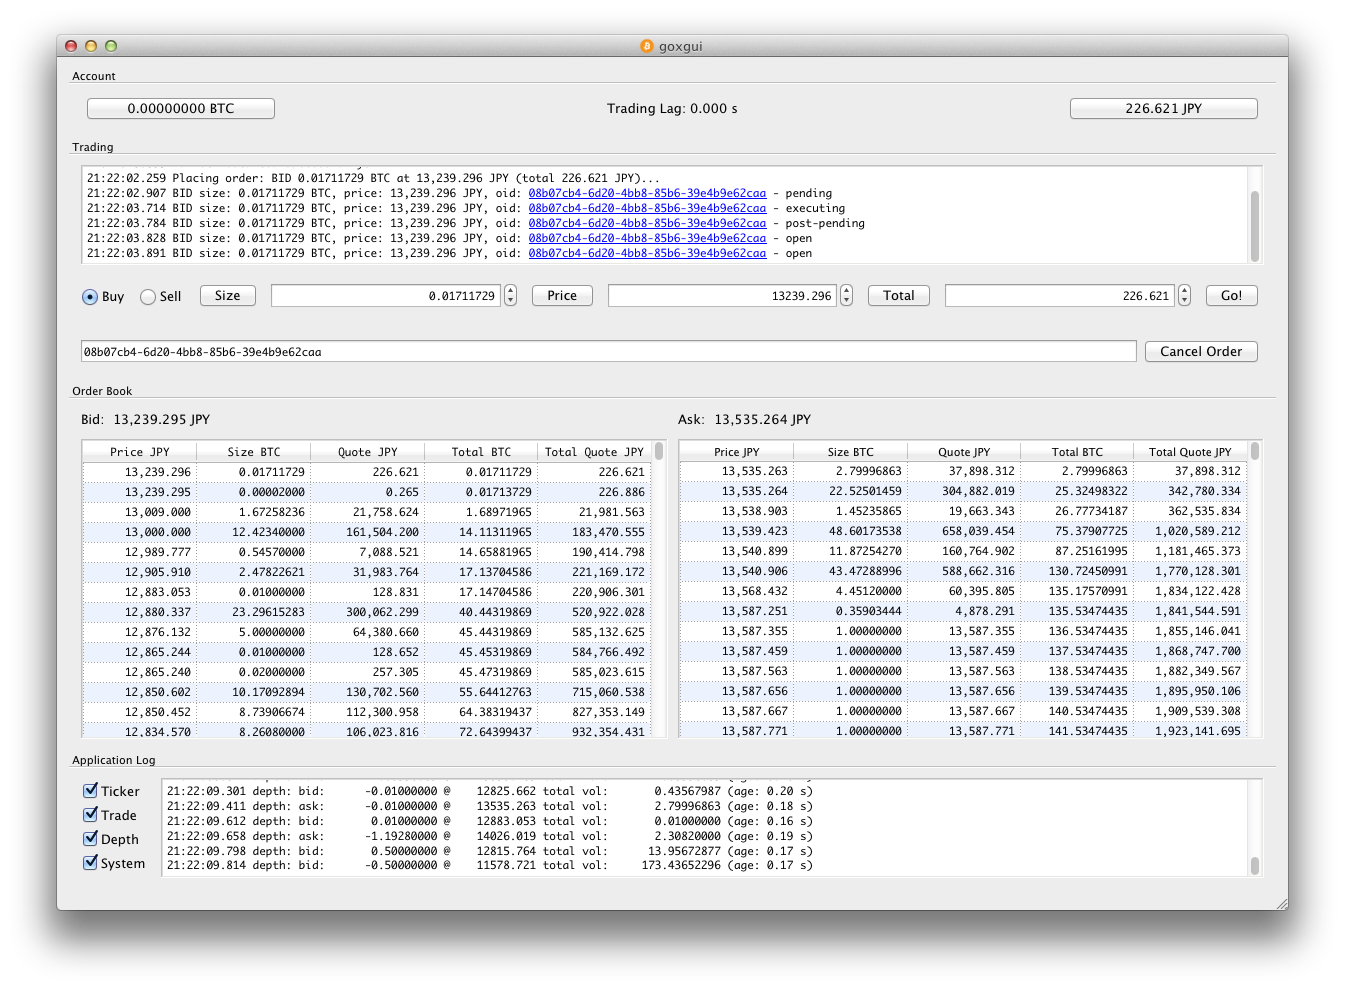 goxgui
Account
0.00000000 BTC Trading Lag: 0.000 s 226.621 JPY
Trading
21:22:02.259 Placing order: BID 0.01711729 BTC at 13,239.296 JPY (total 226.621 JPY)...
21:22:02.907 BID size: 0.01711729 BTC, price: 13,239.296 JPY, oid: 08b07cb4-6d20-4bb8-85b6-39e4b9e62caa - pending
21:22:03.714 BID size: 0.01711729 BTC, price: 13,239.296 JPY, oid: 08b07cb4-6d20-4bb8-85b6-39e4b9e62caa - executing
21:22:03.784 BID size: 0.01711729 BTC, price: 13,239.296 JPY, oid: 08b07cb4-6d20-4bb8-85b6-39e4b9e62caa - post-pending
21:22:03.828 BID size: 0.01711729 BTC, price: 13,239.296 JPY, oid: 08b07cb4-6d20-4bb8-85b6-39e4b9e62caa - open
21:22:03.891 BID size: 0.01711729 BTC, price: 13,239.296 JPY, oid: 08b07cb4-6d20-4bb8-85b6-39e4b9e62caa - open
Buy Sell Size 0.01711729 Price 13239.296 Total 226.621 Go!
08b07cb4-6d20-4bb8-85b6-39e4b9e62caa Cancel Order
Order Book
Bid: 13,239.295 JPY
Price JPY Size BTC Quote JPY Total BTC Total Quote JPY
13,239.296 0.01711729 226.621 0.01711729 226.621
13,239.295 0.00002000 0.265 0.01713729 226.886
13,009.000 1.67258236 21,758.624 1.68971965 21,981.563
13,000.000 12.42340000 161,504.200 14.11311965 183,470.555
12,989.777 0.54570000 7,088.521 14.65881965 190,414.798
12,905.910 2.47822621 31,983.764 17.13704586 221,169.172
12,883.053 0.01000000 128.831 17.14704586 220,906.301
12,880.337 23.29615283 300,062.299 40.44319869 520,922.028
12,876.132 5.00000000 64,380.660 45.44319869 585,132.625
12,865.244 0.01000000 128.652 45.45319869 584,766.492
12,865.240 0.02000000 257.305 45.47319869 585,023.615
12,850.602 10.17092894 130,702.560 55.64412763 715,060.538
12,850.452 8.73906674 112,300.958 64.38319437 827,353.149
12,834.570 8.26080000 106,023.816 72.64399437 932,354.431
Ask: 13,535.264 JPY
Price JPY Size BTC Quote JPY Total BTC Total Quote JPY
13,535.263 2.79996863 37,898.312 2.79996863 37,898.312
13,535.264 22.52501459 304,882.019 25.32498322 342,780.334
13,538.903 1.45235865 19,663.343 26.77734187 362,535.834
13,539.423 48.60173538 658,039.454 75.37907725 1,020,589.212
13,540.899 11.87254270 160,764.902 87.25161995 1,181,465.373
13,540.906 43.47288996 588,662.316 130.72450991 1,770,128.301
13,568.432 4.45120000 60,395.805 135.17570991 1,834,122.428
13,587.251 0.35903444 4,878.291 135.53474435 1,841,544.591
13,587.355 1.00000000 13,587.355 136.53474435 1,855,146.041
13,587.459 1.00000000 13,587.459 137.53474435 1,868,747.700
13,587.563 1.00000000 13,587.563 138.53474435 1,882,349.567
13,587.656 1.00000000 13,587.656 139.53474435 1,895,950.106
13,587.667 1.00000000 13,587.667 140.53474435 1,909,539.308
13,587.771 1.00000000 13,587.771 141.53474435 1,923,141.695
Application Log
Ticker
Trade
Depth
System
21:22:09.301 depth: bid: -0.01000000 @ 12825.662 total vol: 0.43567987 (age: 0.20 s)
21:22:09.411 depth: ask: -0.01000000 @ 13535.263 total vol: 2.79996863 (age: 0.18 s)
21:22:09.612 depth: bid: 0.01000000 @ 12883.053 total vol: 0.01000000 (age: 0.16 s)
21:22:09.658 depth: ask: -1.19280000 @ 14026.019 total vol: 2.30820000 (age: 0.19 s)
21:22:09.798 depth: bid: 0.50000000 @ 12815.764 total vol: 13.95672877 (age: 0.17 s)
21:22:09.814 depth: bid: -0.50000000 @ 11578.721 total vol: 173.43652296 (age: 0.17 s)